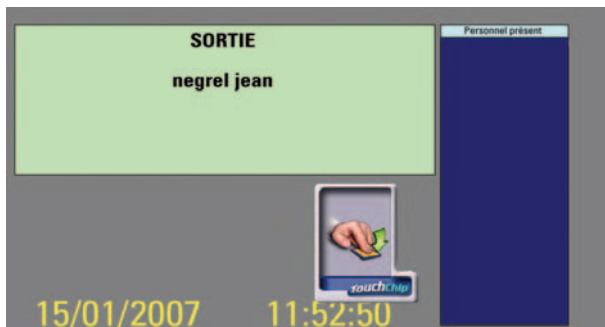 SORTIE
negrel jean
Personnel présent
TouchChip
15/01/2007 11:52:50